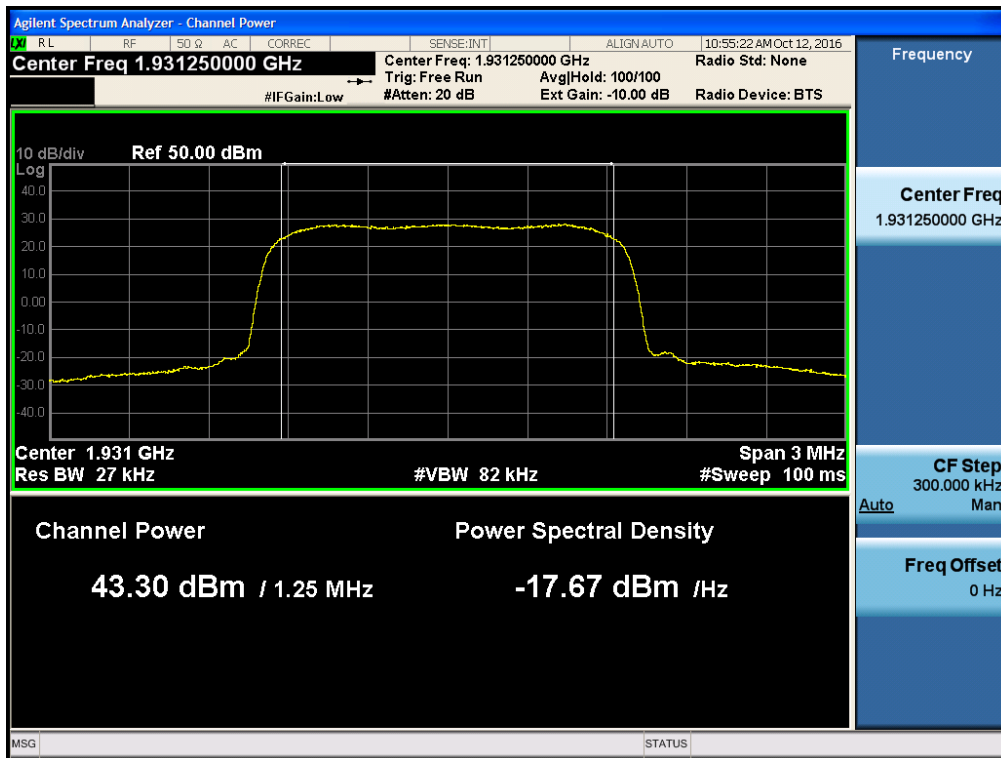 Agilent Spectrum Analyzer - Channel Power
LXI RL RF 50 Ω AC CORREC SENSE:INT ALIGN AUTO 10:55:22 AM Oct 12, 2016
Center Freq 1.931250000 GHz
Center Freq: 1.931250000 GHz Radio Std: None
Trig: Free Run Avg|Hold: 100/100
#IFGain:Low #Atten: 20 dB Ext Gain: -10.00 dB Radio Device: BTS
10 dB/div Ref 50.00 dBm
Log
40.0
30.0
20.0
10.0
0.00
-10.0
-20.0
-30.0
-40.0
Center 1.931 GHz Span 3 MHz
Res BW 27 kHz #VBW 82 kHz #Sweep 100 ms
Channel Power Power Spectral Density
43.30 dBm / 1.25 MHz -17.67 dBm /Hz
MSG STATUS
Frequency
Center Freq
1.931250000 GHz
CF Step
300.000 kHz
Auto Man
Freq Offset
0 Hz